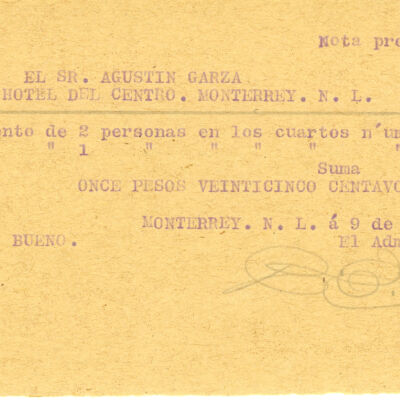 Nota pre
EL SR. AGUSTIN GARZA
HOTEL DEL CENTRO. MONTERREY. N. L.
nto de 2 personas en los cuartos n'um
" 1 " " " " "
Suma
ONCE PESOS VEINTICINCO CENTAVO
MONTERREY. N. L. á 9 de
BUENO. El Adm